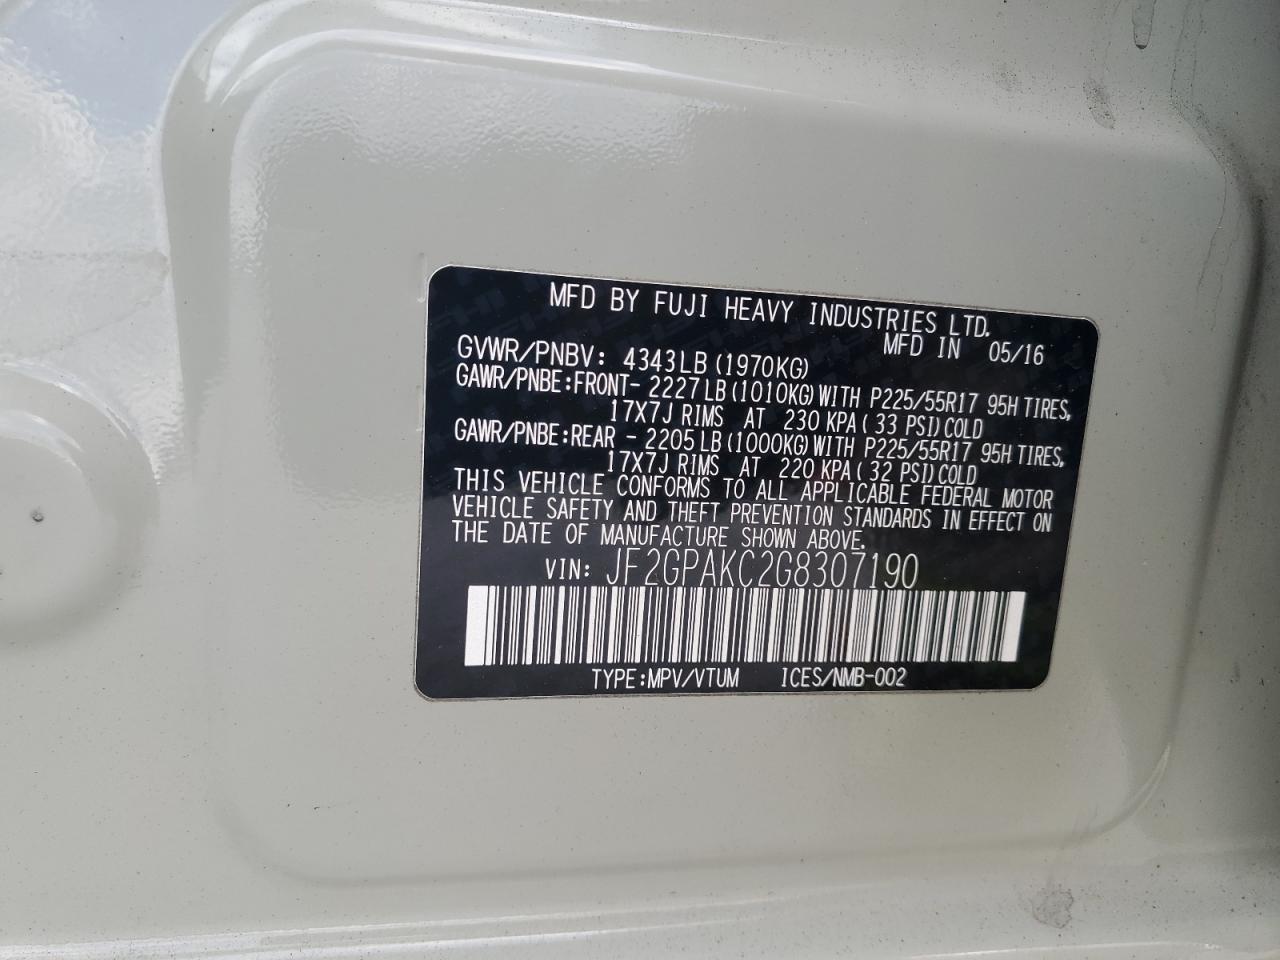 MFD BY FUJI HEAVY INDUSTRIES LTD.
MFD IN 05/16
GVWR/PNBV: 4343LB (1970KG)
GAWR/PNBE:FRONT- 2227LB (1010KG) WITH P225/55R17 95H TIRES,
17X7J RIMS AT 230 KPA ( 33 PSI) COLD
GAWR/PNBE:REAR - 2205LB (1000KG) WITH P225/55R17 95H TIRES,
17X7J RIMS AT 220 KPA ( 32 PSI) COLD
THIS VEHICLE CONFORMS TO ALL APPLICABLE FEDERAL MOTOR
VEHICLE SAFETY AND THEFT PREVENTION STANDARDS IN EFFECT ON
THE DATE OF MANUFACTURE SHOWN ABOVE.
VIN: JF2GPAKC2G8307190
TYPE:MPV/VTUM ICES/NMB-002